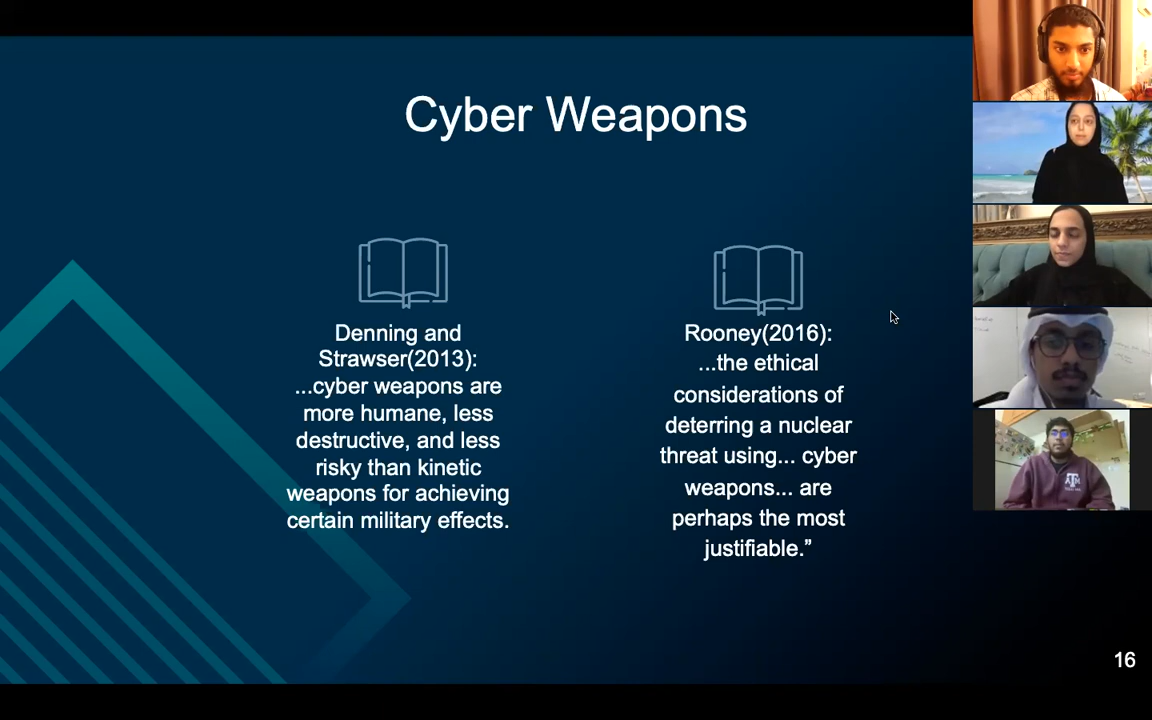 Cyber Weapons
Denning and
Strawser(2013):
...cyber weapons are
more humane, less
destructive, and less
risky than kinetic
weapons for achieving
certain military effects.
Rooney(2016):
...the ethical
considerations of
deterring a nuclear
threat using... cyber
weapons... are
perhaps the most
justifiable.”
ATM
16